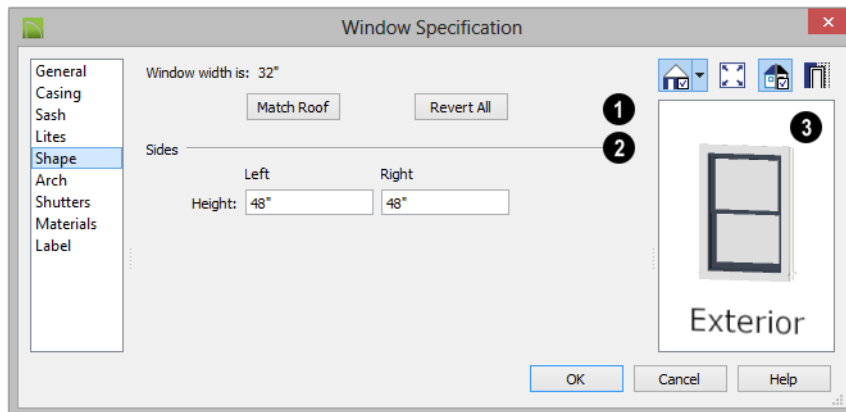 Window Specification
General
Casing
Sash
Lites
Shape
Arch
Shutters
Materials
Label
Window width is: 32"
Match Roof Revert All
1
Sides 2
Left Right
Height: 48" 48"
3
Exterior
OK Cancel Help